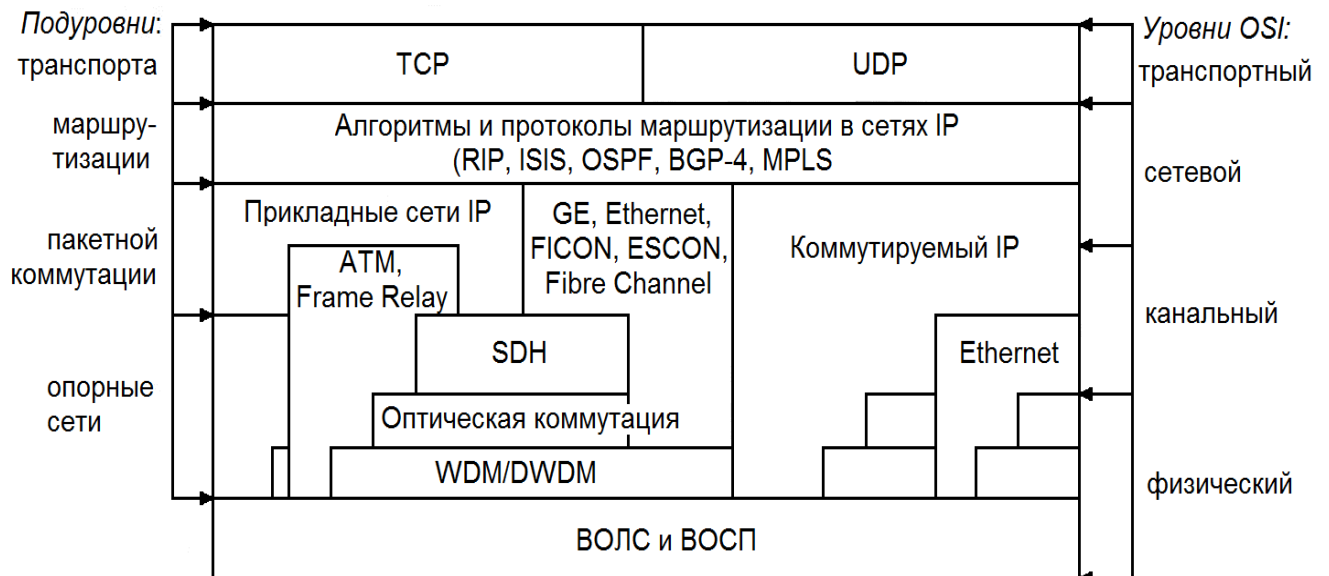 Подуровни:
транспорта
TCP
UDP
Уровни OSI:
транспортный
маршру-
тизации
Алгоритмы и протоколы маршрутизации в сетях IP
(RIP, ISIS, OSPF, BGP-4, MPLS
сетевой
пакетной
коммутации
Прикладные сети IP
ATM,
Frame Relay
GE, Ethernet,
FICON, ESCON,
Fibre Channel
Коммутируемый IP
канальный
опорные
сети
SDH
Ethernet
Оптическая коммутация
WDM/DWDM
физический
ВОЛС и ВОСП